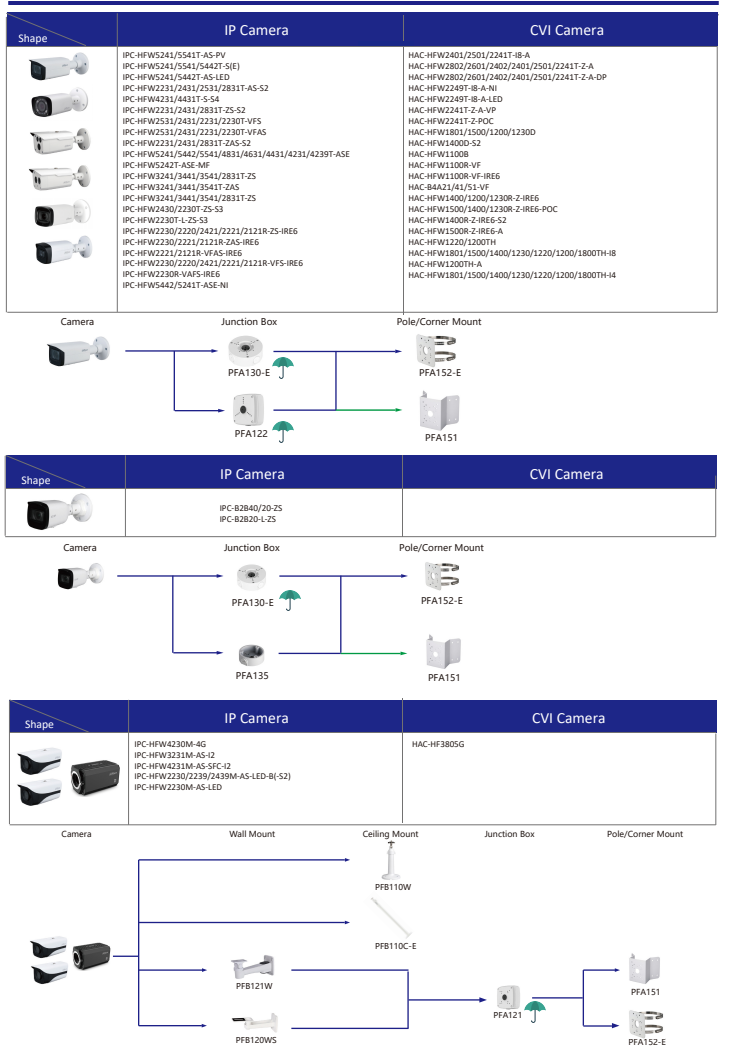 Shape
IP Camera
CVI Camera
IPC-HFW5241/5541T-AS-PV
IPC-HFW5241/5541/5442T-S(E)
IPC-HFW5241/5442T-AS-LED
IPC-HFW2231/2431/2531/2831T-AS-S2
IPC-HFW4231/4431T-S-S4
IPC-HFW2231/2431/2831T-ZS-S2
IPC-HFW2531/2431/2231/2230T-VFS
IPC-HFW2531/2431/2231/2230T-VFAS
IPC-HFW2231/2431/2831T-ZAS-S2
IPC-HFW5241/5442/5541/4831/4631/4431/4231/4239T-ASE
IPC-HFW5242T-ASE-MF
IPC-HFW3241/3441/3541/2831T-ZS
IPC-HFW3241/3441/3541T-ZAS
IPC-HFW3241/3441/3541/2831T-ZS
IPC-HFW2430/2230T-ZS-S3
IPC-HFW2230T-L-ZS-S3
IPC-HFW2230/2220/2421/2221/2121R-ZS-IRE6
IPC-HFW2230/2221/2121R-ZAS-IRE6
IPC-HFW2221/2121R-VFAS-IRE6
IPC-HFW2230/2220/2421/2221/2121R-VFS-IRE6
IPC-HFW2230R-VAFS-IRE6
IPC-HFW5442/5241T-ASE-NI
HAC-HFW2401/2501/2241T-I8-A
HAC-HFW2802/2601/2402/2401/2501/2241T-Z-A
HAC-HFW2802/2601/2402/2401/2501/2241T-Z-A-DP
HAC-HFW2249T-I8-A-NI
HAC-HFW2249T-I8-A-LED
HAC-HFW2241T-Z-A-VP
HAC-HFW2241T-Z-POC
HAC-HFW1801/1500/1200/1230D
HAC-HFW1400D-S2
HAC-HFW1100B
HAC-HFW1100R-VF
HAC-HFW1100R-VF-IRE6
HAC-B4A21/41/51-VF
HAC-HFW1400/1200/1230R-Z-IRE6
HAC-HFW1500/1400/1230R-Z-IRE6-POC
HAC-HFW1400R-Z-IRE6-S2
HAC-HFW1500R-Z-IRE6-A
HAC-HFW1220/1200TH
HAC-HFW1801/1500/1400/1230/1220/1200/1800TH-I8
HAC-HFW1200TH-A
HAC-HFW1801/1500/1400/1230/1220/1200/1800TH-I4
Camera
Junction Box
Pole/Corner Mount
PFA130-E
PFA152-E
PFA122
PFA151
Shape
IP Camera
CVI Camera
IPC-B2B40/20-ZS
IPC-B2B20-L-ZS
Camera
Junction Box
Pole/Corner Mount
PFA130-E
PFA152-E
PFA135
PFA151
Shape
IP Camera
CVI Camera
IPC-HFW4230M-4G
IPC-HFW3231M-AS-I2
IPC-HFW4231M-AS-SFC-I2
IPC-HFW2230/2239/2439M-AS-LED-B(-S2)
IPC-HFW2230M-AS-LED
HAC-HF3805G
Camera
Wall Mount
Ceiling Mount
Junction Box
Pole/Corner Mount
PFB110W
PFB110C-E
PFB121W
PFA151
PFA121
PFB120WS
PFA152-E